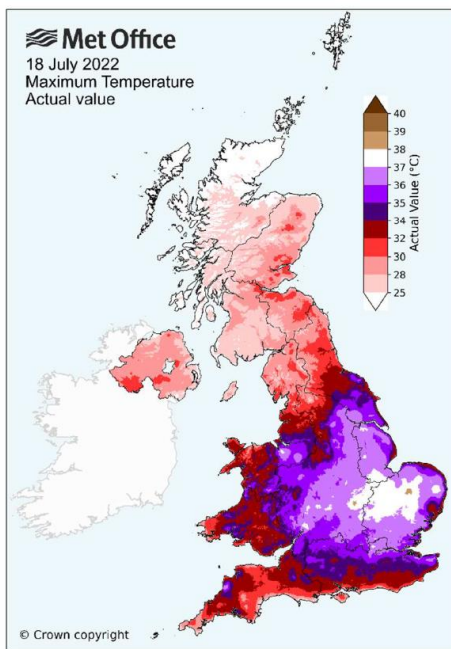 Met Office
18 July 2022
Maximum Temperature
Actual value
40
39
38
37
36
35
34
32
30
28
25
Actual Value (°C)
© Crown copyright